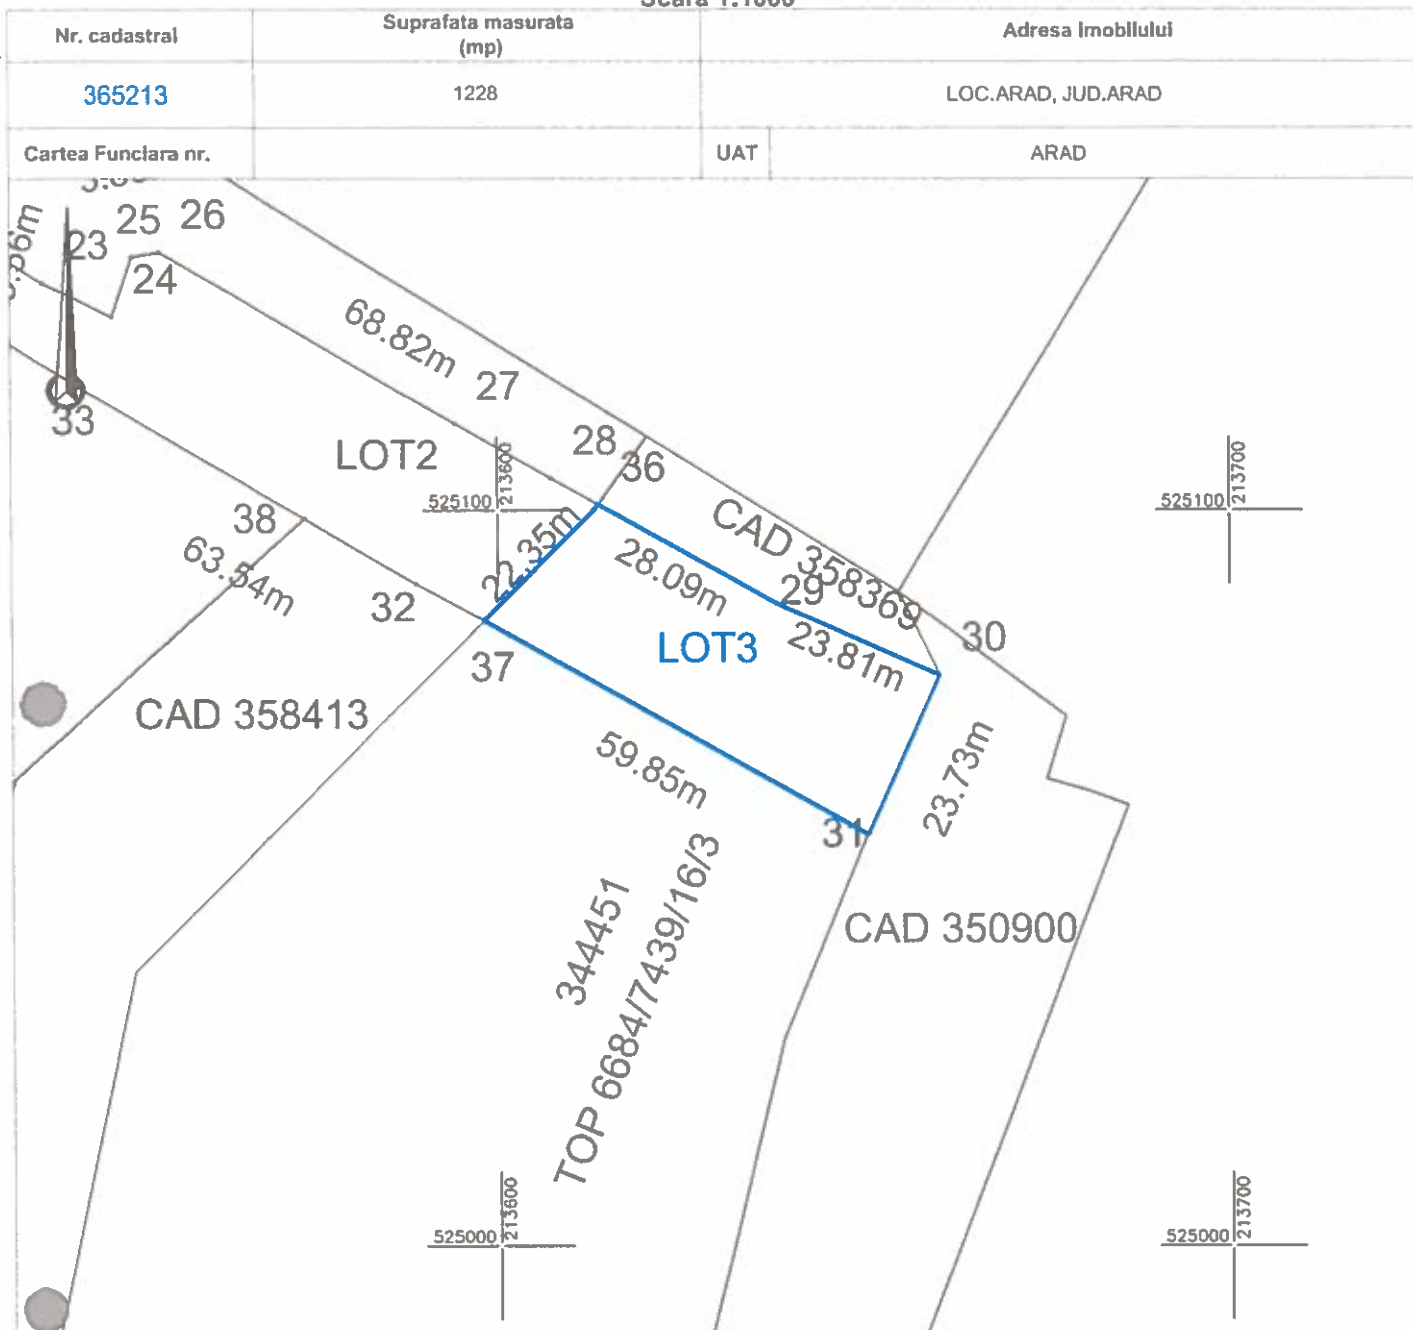 Scara 1:1000
Nr. cadastral
Suprafata masurata
(mp)
Adresa imobilului
365213
1228
LOC.ARAD, JUD.ARAD
Cartea Funciara nr.
UAT
ARAD
25
26
23
24
68.82m
27
33
LOT2
28
36
213600
525100
213700
525100
CAD 358369
38
63.54m
22.35m
28.09m
29
32
LOT3
23.81m
30
37
CAD 358413
59.85m
23.73m
31
344451
TOP 6684/7439/16/3
CAD 350900
213600
525000
213700
525000